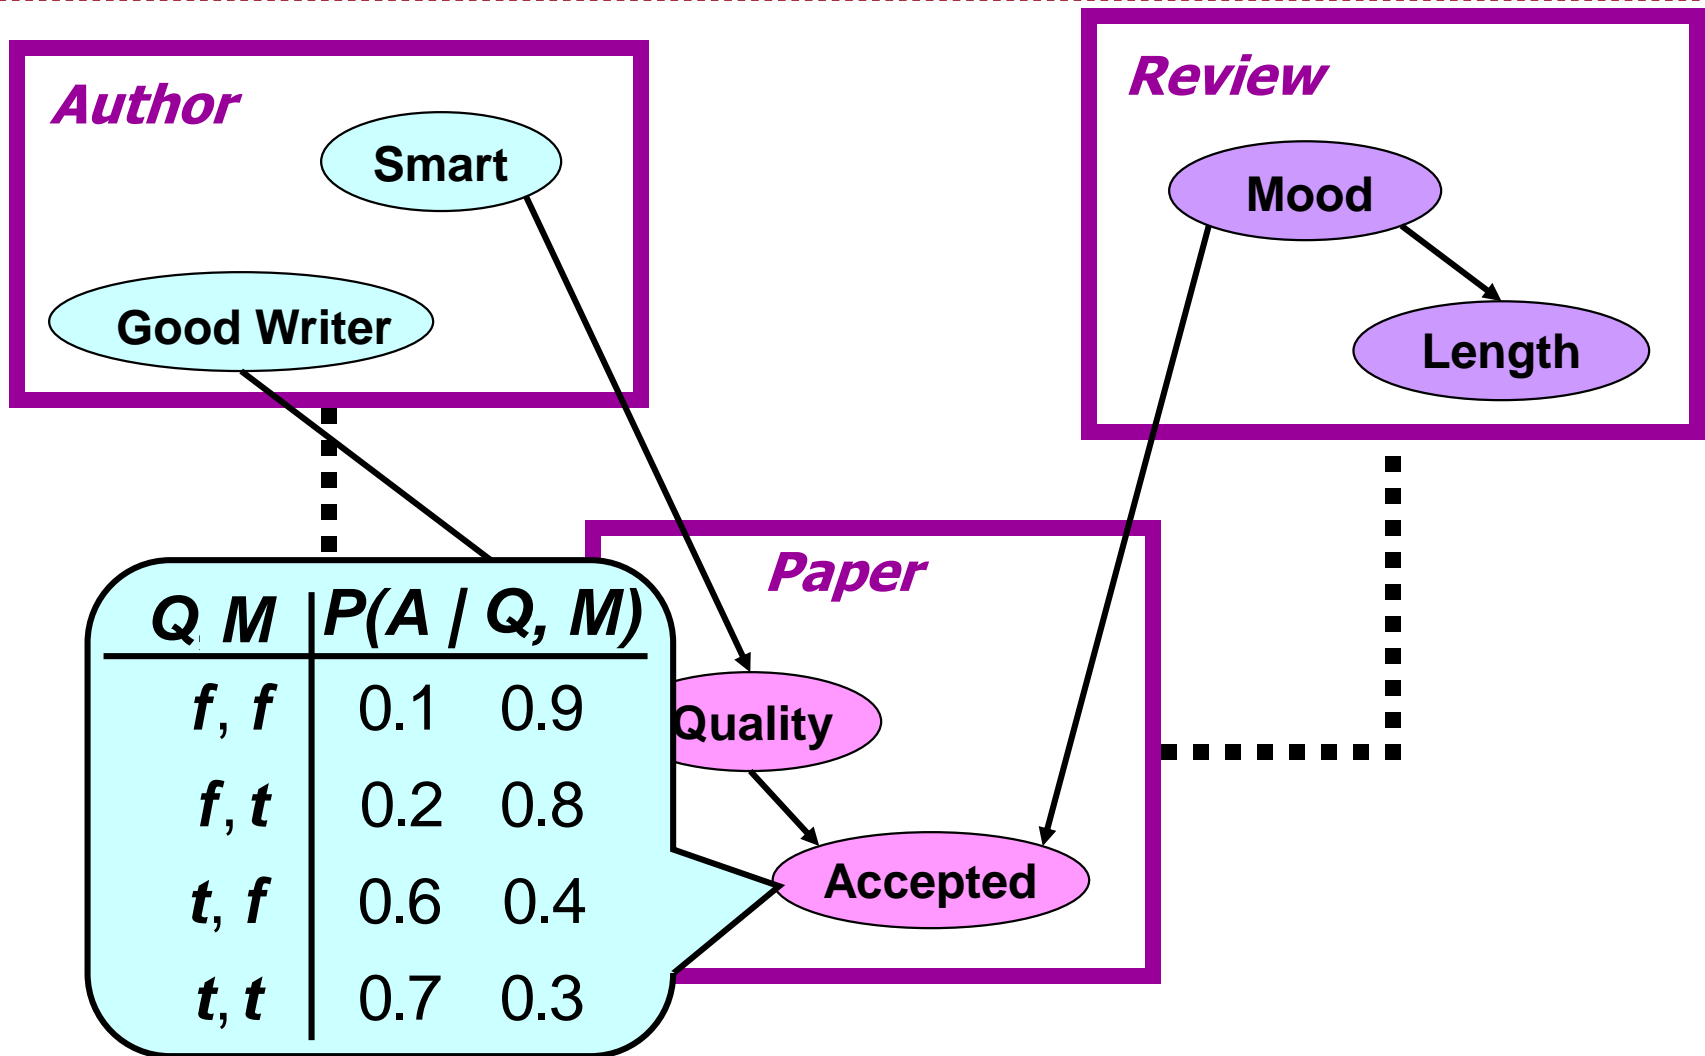 Author
Smart
Good Writer
Review
Mood
Length
Paper
Quality
Accepted
Q, M P(A | Q, M)
f, f 0.1 0.9
f, t 0.2 0.8
t, f 0.6 0.4
t, t 0.7 0.3